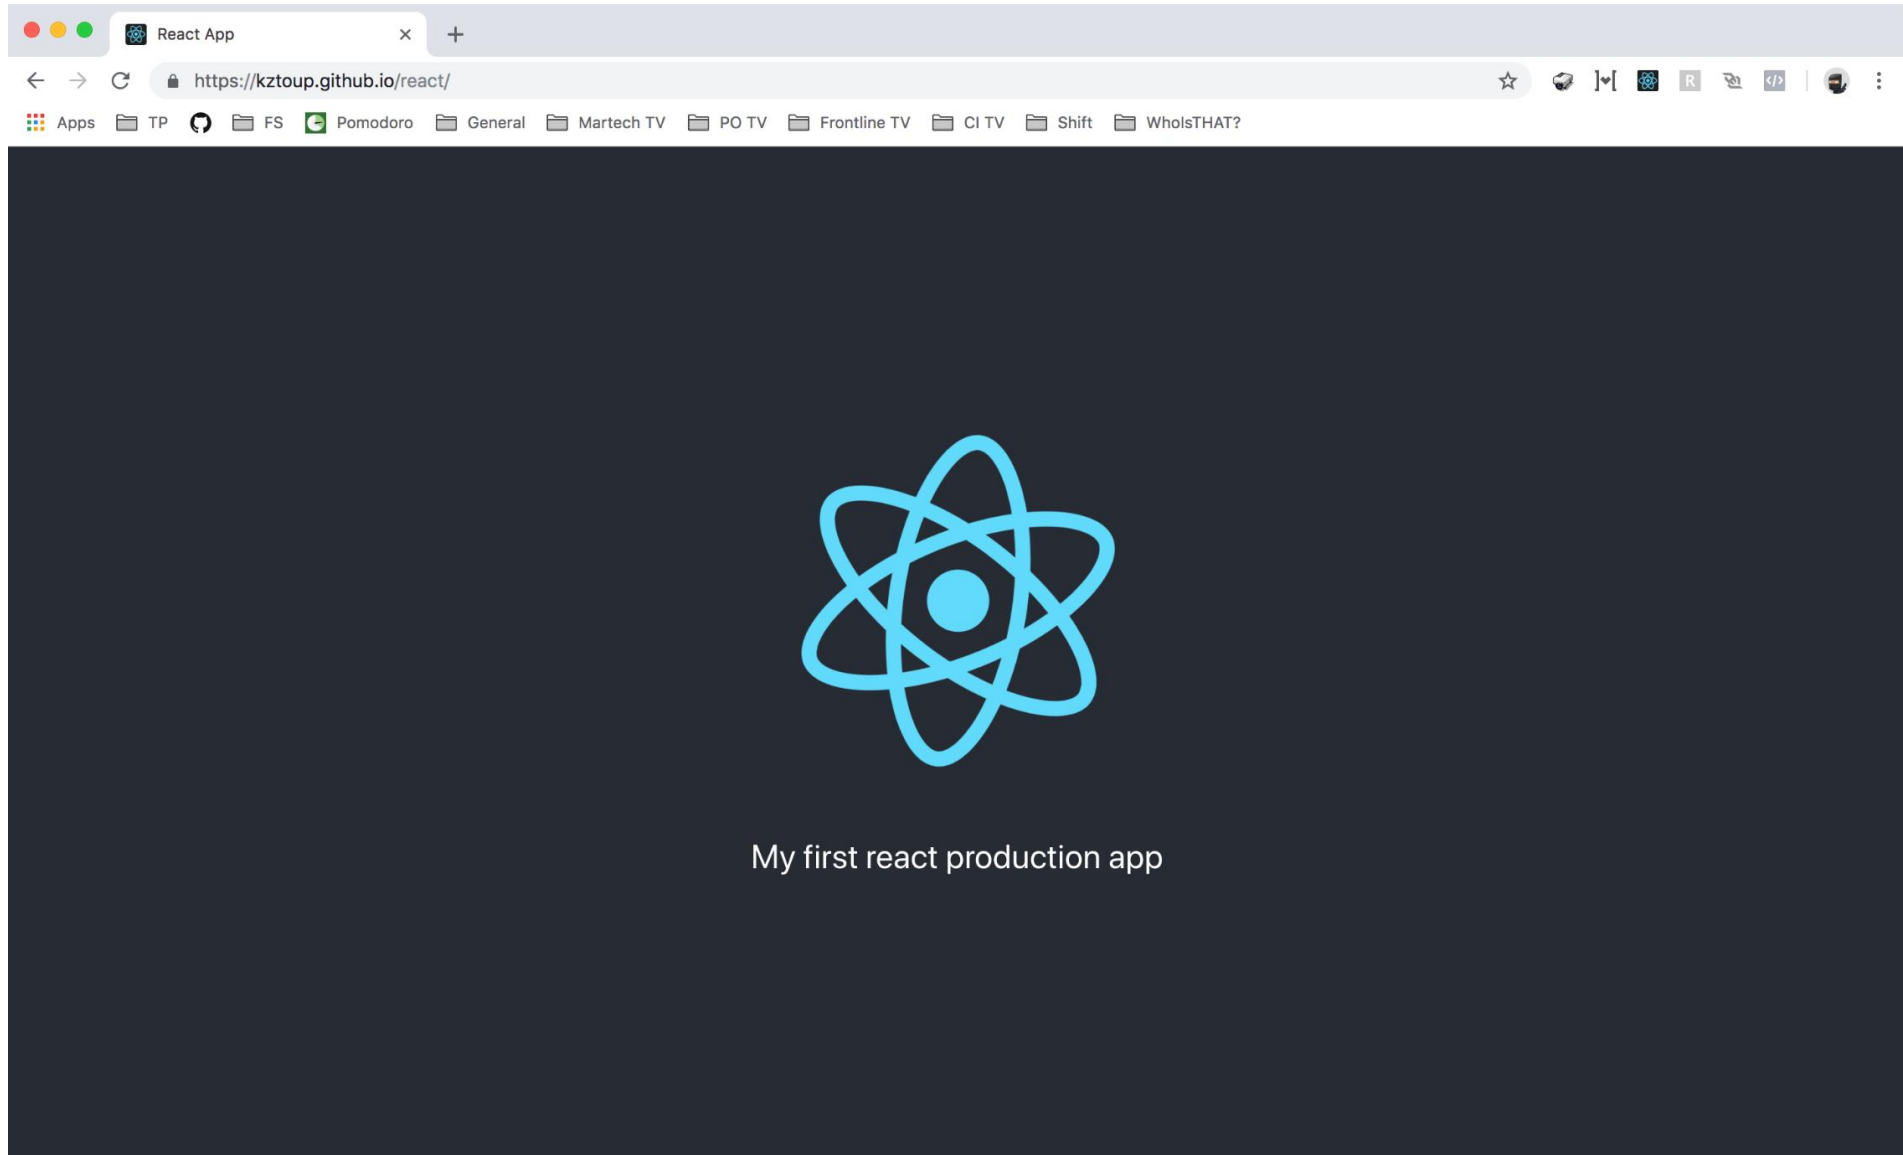 React App
https://kztoup.github.io/react/
R </>
Apps TP FS Pomodoro General Martech TV PO TV Frontline TV CI TV Shift WhoIsTHAT?
My first react production app